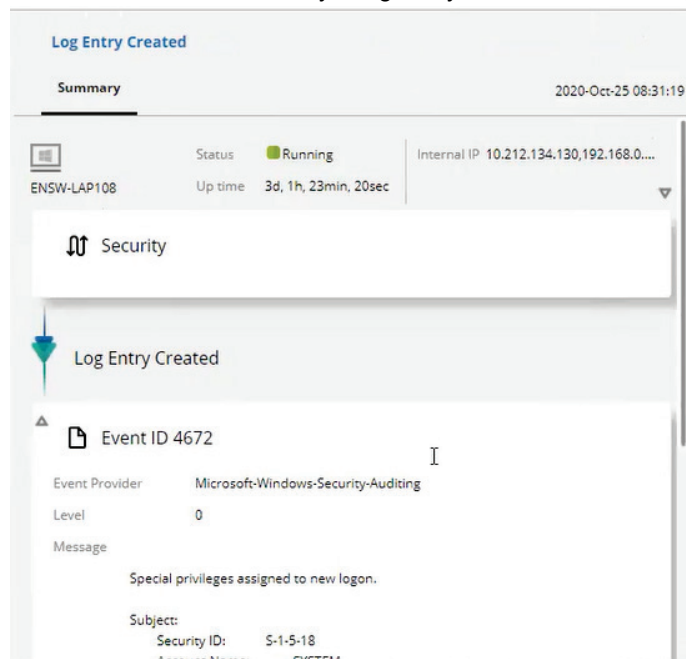 Log Entry Created
Summary
2020-Oct-25 08:31:19
Status Running
Internal IP 10.212.134.130,192.168.0....
ENSW-LAP108
Up time 3d, 1h, 23min, 20sec
Security
Log Entry Created
Event ID 4672
Event Provider Microsoft-Windows-Security-Auditing
Level 0
Message
Special privileges assigned to new logon.
Subject:
Security ID: S-1-5-18
Account Name: SYSTEM